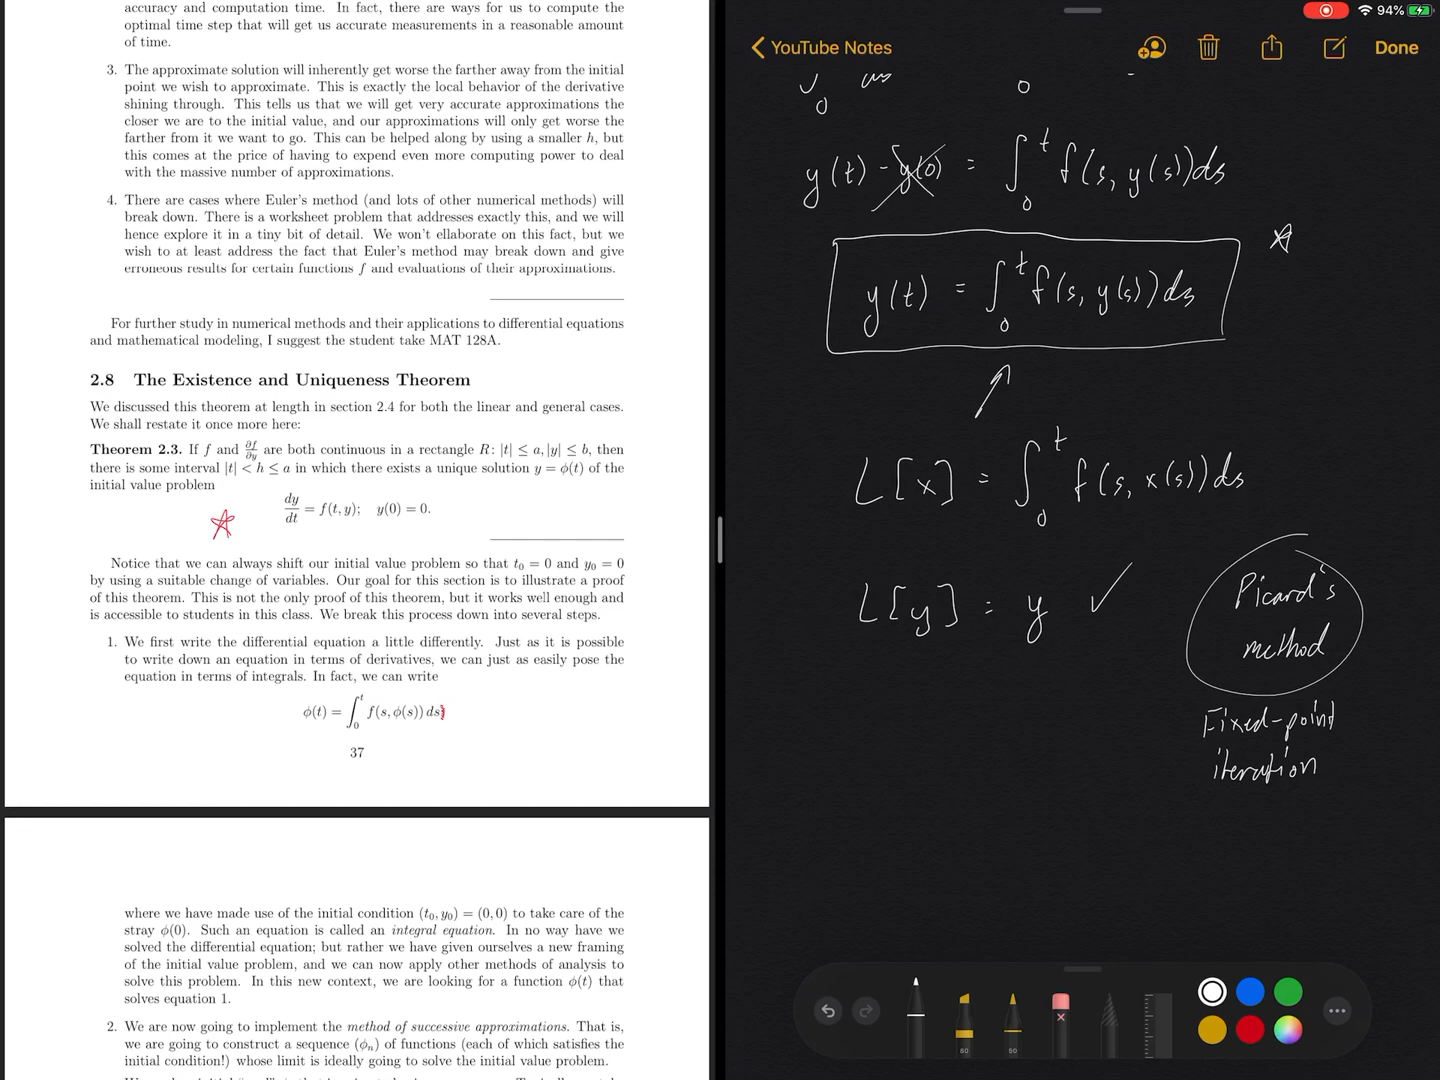 accuracy and computation time. In fact, there are ways for us to compute the
optimal time step that will get us accurate measurements in a reasonable amount
of time.
3. The approximate solution will inherently get worse the farther away from the initial
point we wish to approximate. This is exactly the local behavior of the derivative
shining through. This tells us that we will get very accurate approximations the
closer we are to the initial value, and our approximations will only get worse the
farther from it we want to go. This can be helped along by using a smaller h, but
this comes at the price of having to expend even more computing power to deal
with the massive number of approximations.
4. There are cases where Euler's method (and lots of other numerical methods) will
break down. There is a worksheet problem that addresses exactly this, and we will
hence explore it in a tiny bit of detail. We won't ellaborate on this fact, but we
wish to at least address the fact that Euler's method may break down and give
erroneous results for certain functions f and evaluations of their approximations.
For further study in numerical methods and their applications to differential equations
and mathematical modeling, I suggest the student take MAT 128A.
2.8 The Existence and Uniqueness Theorem
We discussed this theorem at length in section 2.4 for both the linear and general cases.
We shall restate it once more here:
Theorem 2.3. If f and ∂f/∂y are both continuous in a rectangle R: |t| ≤ a, |y| ≤ b, then
there is some interval |t| < h ≤ a in which there exists a unique solution y = ϕ(t) of the
initial value problem
dy/dt = f(t, y); y(0) = 0.
Notice that we can always shift our initial value problem so that t₀ = 0 and y₀ = 0
by using a suitable change of variables. Our goal for this section is to illustrate a proof
of this theorem. This is not the only proof of this theorem, but it works well enough and
is accessible to students in this class. We break this process down into several steps.
1. We first write the differential equation a little differently. Just as it is possible
to write down an equation in terms of derivatives, we can just as easily pose the
equation in terms of integrals. In fact, we can write
ϕ(t) = ∫₀ᵗ f(s, ϕ(s)) ds
37
where we have made use of the initial condition (t₀, y₀) = (0, 0) to take care of the
stray ϕ(0). Such an equation is called an integral equation. In no way have we
solved the differential equation; but rather we have given ourselves a new framing
of the initial value problem, and we can now apply other methods of analysis to
solve this problem. In this new context, we are looking for a function ϕ(t) that
solves equation 1.
2. We are now going to implement the method of successive approximations. That is,
we are going to construct a sequence (ϕₙ) of functions (each of which satisfies the
initial condition!) whose limit is ideally going to solve the initial value problem.
94%
YouTube Notes
Done
y(t) - y(0) = ∫₀ᵗ f(s, y(s))ds
y(t) = ∫₀ᵗ f(s, y(s))ds
L[x] = ∫₀ᵗ f(s, x(s))ds
L[y] = y ✓
Picard's
method
Fixed-point
iteration
80
50